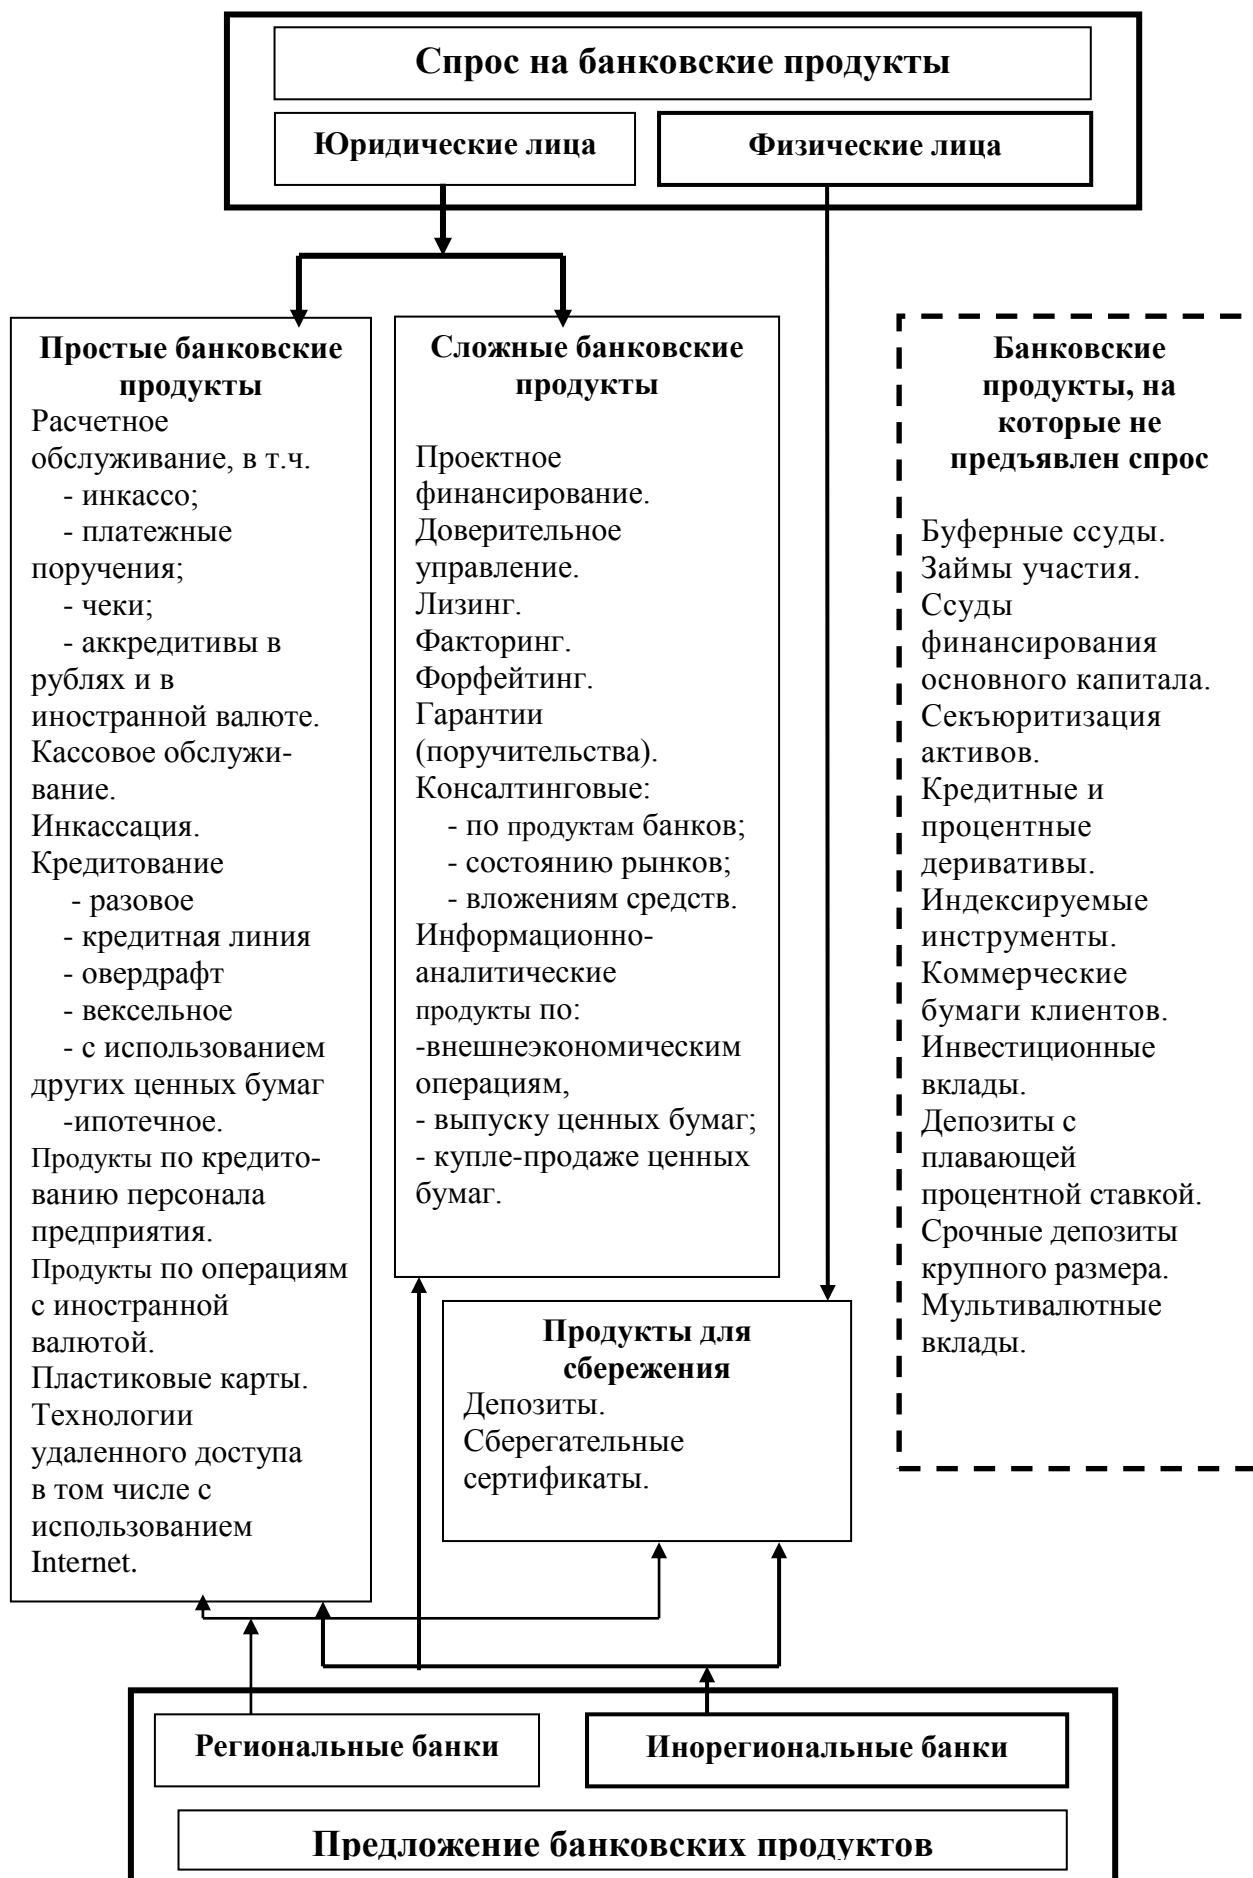 Спрос на банковские продукты
Юридические лица
Физические лица
Простые банковские
продукты
Расчетное
обслуживание, в т.ч.
- инкассо;
- платежные
поручения;
- чеки;
- аккредитивы в
рублях и в
иностранной валюте.
Кассовое обслужи-
вание.
Инкассация.
Кредитование
- разовое
- кредитная линия
- овердрафт
- вексельное
- с использованием
других ценных бумаг
-ипотечное.
Продукты по кредито-
ванию персонала
предприятия.
Продукты по операциям
с иностранной
валютой.
Пластиковые карты.
Технологии
удаленного доступа
в том числе с
использованием
Internet.
Сложные банковские
продукты
Проектное
финансирование.
Доверительное
управление.
Лизинг.
Факторинг.
Форфейтинг.
Гарантии
(поручительства).
Консалтинговые:
- по продуктам банков;
- состоянию рынков;
- вложениям средств.
Информационно-
аналитические
продукты по:
-внешнеэкономическим
операциям,
- выпуску ценных бумаг;
- купле-продаже ценных
бумаг.
Банковские
продукты, на
которые не
предъявлен спрос
Буферные ссуды.
Займы участия.
Ссуды
финансирования
основного капитала.
Секъюритизация
активов.
Кредитные и
процентные
деривативы.
Индексируемые
инструменты.
Коммерческие
бумаги клиентов.
Инвестиционные
вклады.
Депозиты с
плавающей
процентной ставкой.
Срочные депозиты
крупного размера.
Мультивалютные
вклады.
Продукты для
сбережения
Депозиты.
Сберегательные
сертификаты.
Региональные банки
Инорегиональные банки
Предложение банковских продуктов